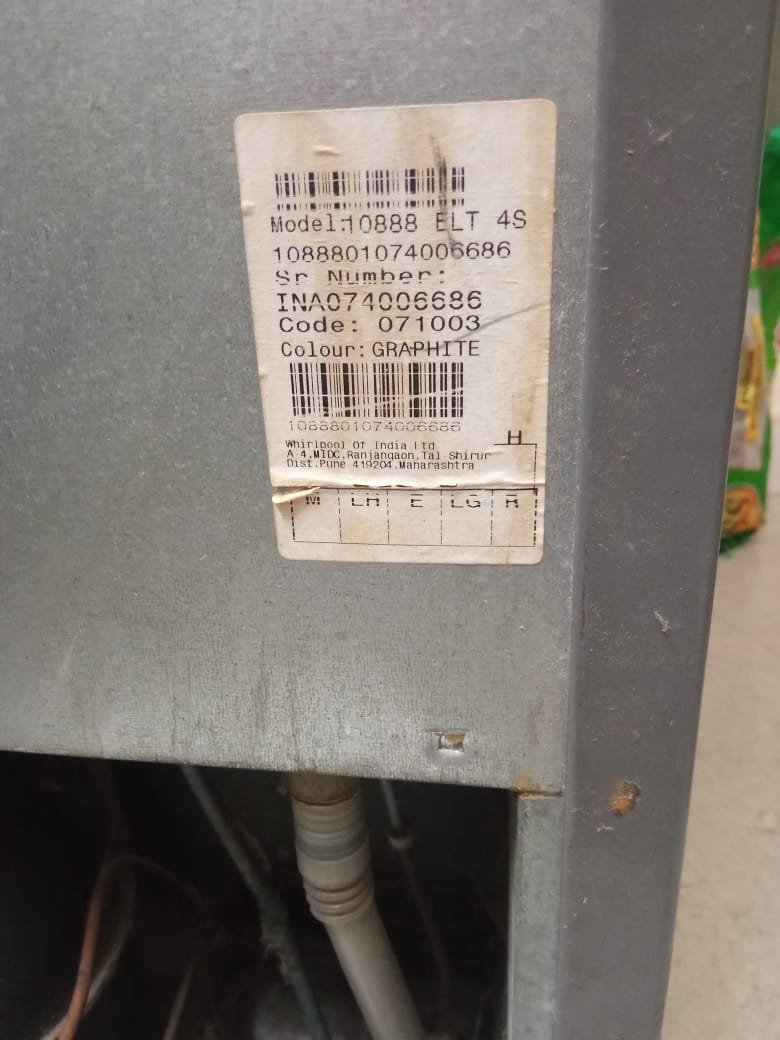 Model:10888 ELT 4S
1088801074006686
Sr Number:
INA074006686
Code: 071003
Colour: GRAPHITE
1088801074006686
Whirlpool Of India Ltd
A-4,MIDC,Ranjangaon,Tal-Shirur
Dist.Pune-419204,Maharashtra
H
M LH E LG R